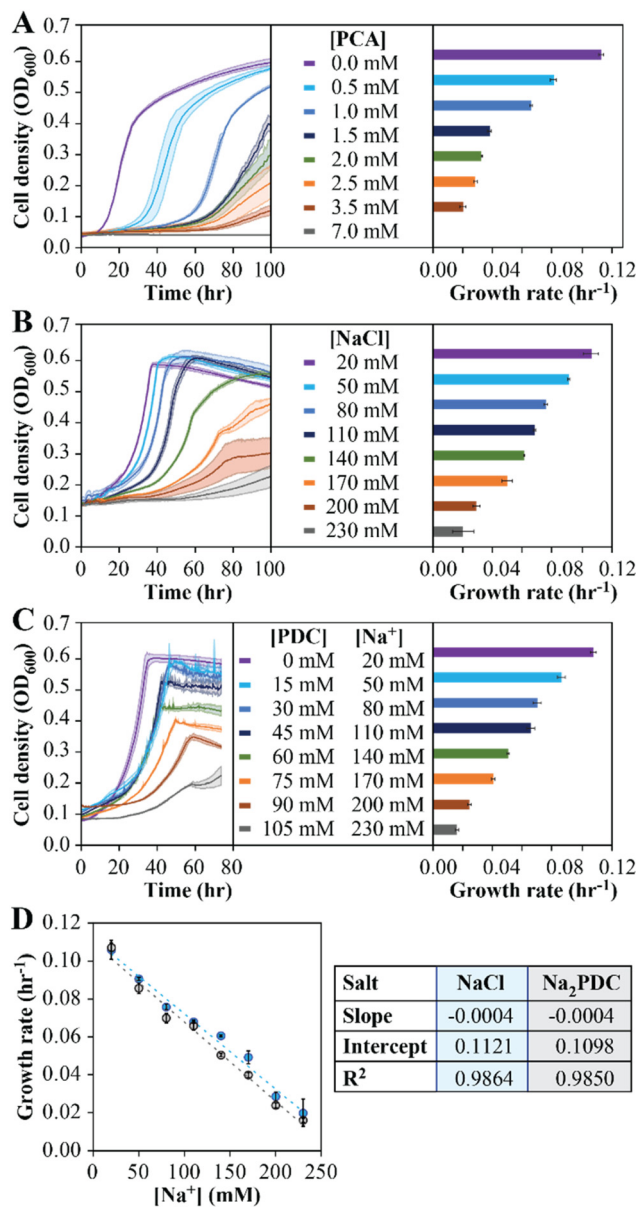 A
Cell density (OD600)
0.7
0.6
0.5
0.4
0.3
0.2
0.1
0.0
0 20 40 60 80 100
Time (hr)
[PCA]
0.0 mM
0.5 mM
1.0 mM
1.5 mM
2.0 mM
2.5 mM
3.5 mM
7.0 mM
0.00 0.04 0.08 0.12
Growth rate (hr-1)
B
Cell density (OD600)
0.7
0.6
0.5
0.4
0.3
0.2
0.1
0.0
0 20 40 60 80 100
Time (hr)
[NaCl]
20 mM
50 mM
80 mM
110 mM
140 mM
170 mM
200 mM
230 mM
0.00 0.04 0.08 0.12
Growth rate (hr-1)
C
Cell density (OD600)
0.7
0.6
0.5
0.4
0.3
0.2
0.1
0.0
0 20 40 60 80
Time (hr)
[PDC] [Na+]
0 mM 20 mM
15 mM 50 mM
30 mM 80 mM
45 mM 110 mM
60 mM 140 mM
75 mM 170 mM
90 mM 200 mM
105 mM 230 mM
0.00 0.04 0.08 0.12
Growth rate (hr-1)
D
Growth rate (hr-1)
0.12
0.10
0.08
0.06
0.04
0.02
0.00
0 50 100 150 200 250
[Na+] (mM)
Salt NaCl Na2PDC
Slope -0.0004 -0.0004
Intercept 0.1121 0.1098
R2 0.9864 0.9850